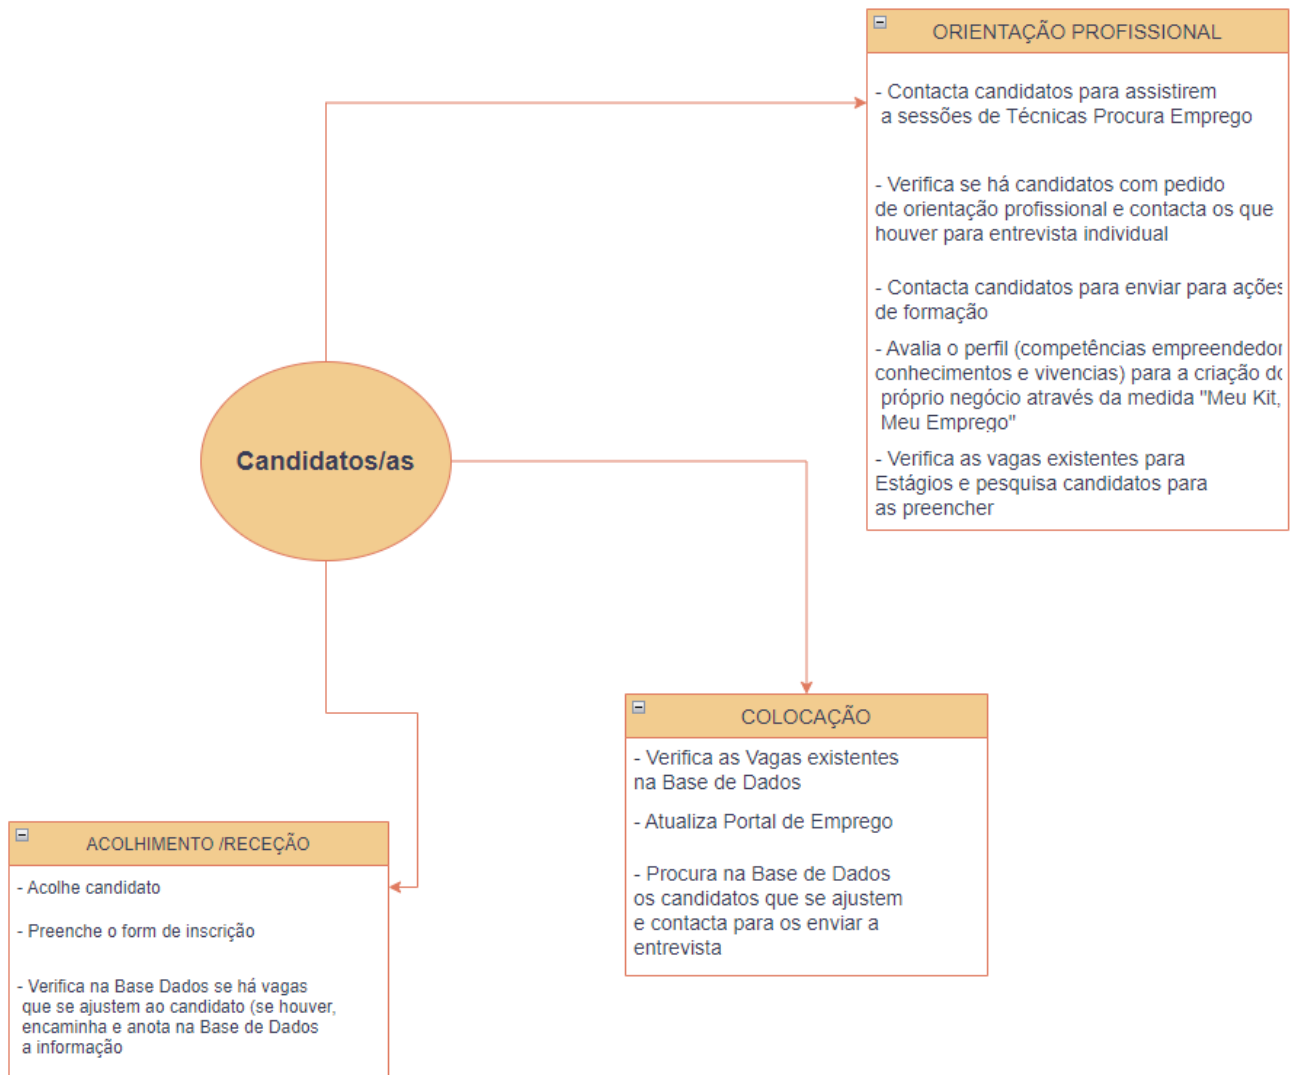 ORIENTAÇÃO PROFISSIONAL
- Contacta candidatos para assistirem
a sessões de Técnicas Procura Emprego
- Verifica se há candidatos com pedido
de orientação profissional e contacta os que
houver para entrevista individual
- Contacta candidatos para enviar para ações
de formação
- Avalia o perfil (competências empreendedor
conhecimentos e vivencias) para a criação do
próprio negócio através da medida "Meu Kit,
Meu Emprego"
- Verifica as vagas existentes para
Estágios e pesquisa candidatos para
as preencher
Candidatos/as
COLOCAÇÃO
- Verifica as Vagas existentes
na Base de Dados
- Atualiza Portal de Emprego
- Procura na Base de Dados
os candidatos que se ajustem
e contacta para os enviar a
entrevista
ACOLHIMENTO /RECEÇÃO
- Acolhe candidato
- Preenche o form de inscrição
- Verifica na Base Dados se há vagas
que se ajustem ao candidato (se houver,
encaminha e anota na Base de Dados
a informação